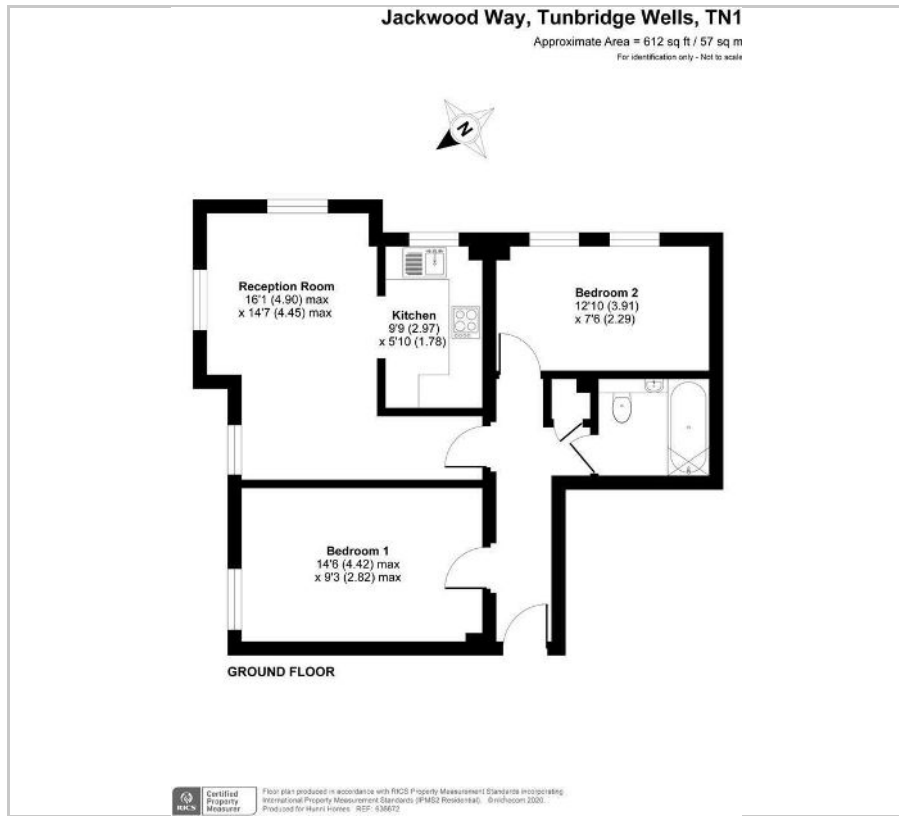 Jackwood Way, Tunbridge Wells, TN1
Approximate Area = 612 sq ft / 57 sq m
For identification only - Not to scale
N
Reception Room
16'1 (4.90) max
x 14'7 (4.45) max
Kitchen
9'9 (2.97)
x 5'10 (1.78)
Bedroom 2
12'10 (3.91)
x 7'6 (2.29)
Bedroom 1
14'6 (4.42) max
x 9'3 (2.82) max
GROUND FLOOR
RICS
Certified
Property
Measurer
Floor plan produced in accordance with RICS Property Measurement Standards incorporating
International Property Measurement Standards (IPMS2 Residential). ©nichecom 2020.
Produced for Hunni Homes. REF: